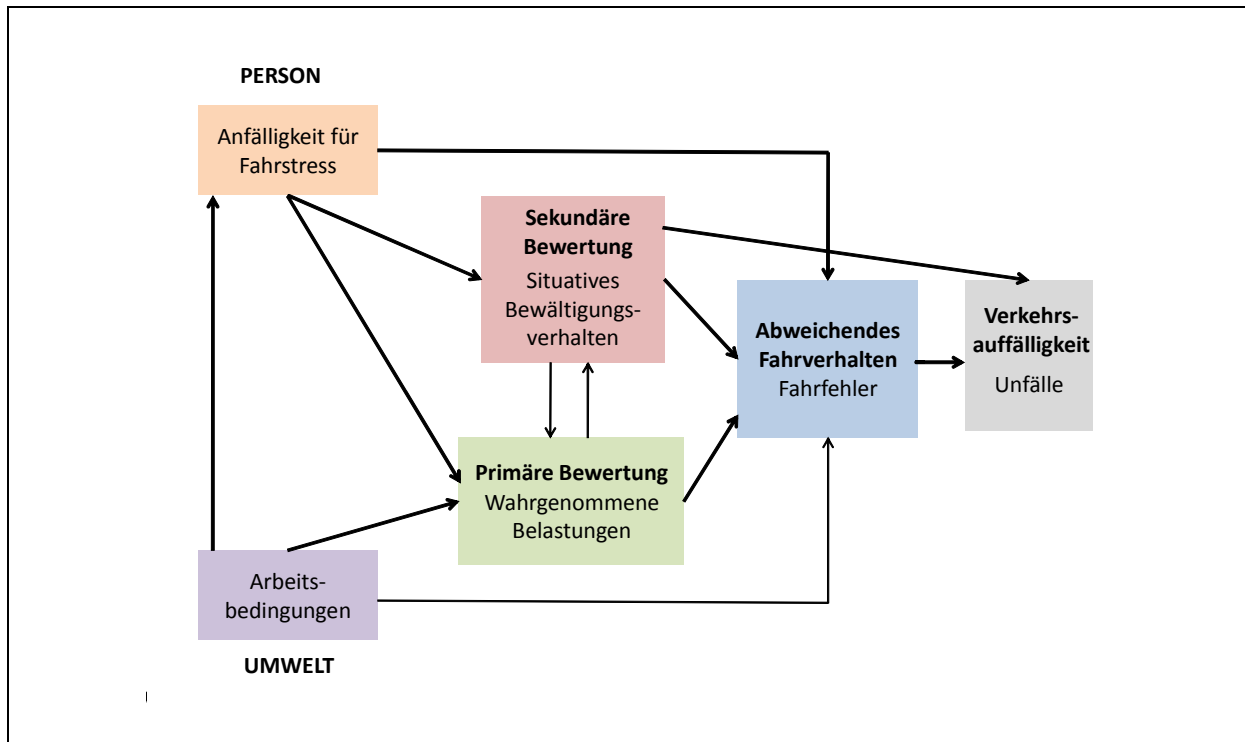 PERSON
Anfälligkeit für
Fahrstress
Sekundäre
Bewertung
Situatives
Bewältigungs-
verhalten
Abweichendes
Fahrverhalten
Fahrfehler
Verkehrs-
auffälligkeit
Unfälle
Primäre Bewertung
Wahrgenommene
Belastungen
Arbeits-
bedingungen
UMWELT